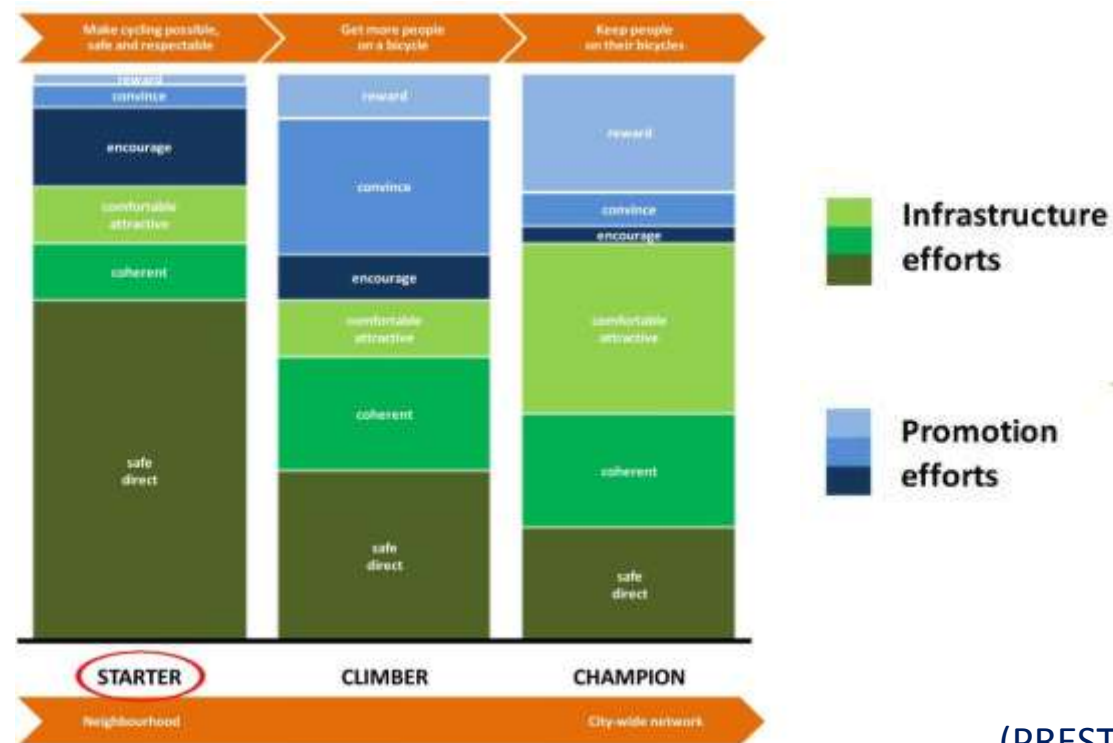 Make cycling possible,
safe and respectable
Get more people
on a bicycle
Keep people
on their bicycles
reward
convince
encourage
comfortable
attractive
coherent
safe
direct
reward
convince
encourage
comfortable
attractive
coherent
safe
direct
reward
convince
encourage
comfortable
attractive
coherent
safe
direct
Infrastructure
efforts
Promotion
efforts
STARTER
CLIMBER
CHAMPION
Neighbourhood
City-wide network